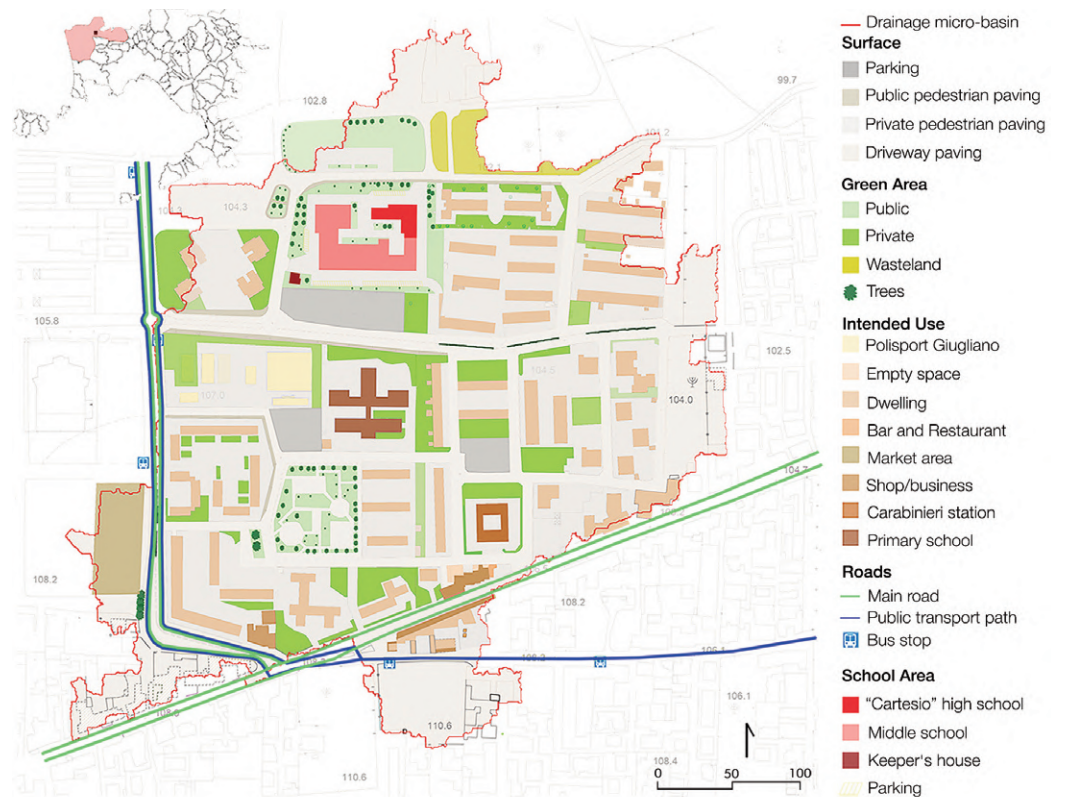 Drainage micro-basin
Surface
Parking
Public pedestrian paving
Private pedestrian paving
Driveway paving
Green Area
Public
Private
Wasteland
Trees
Intended Use
Polisport Giugliano
Empty space
Dwelling
Bar and Restaurant
Market area
Shop/business
Carabinieri station
Primary school
Roads
Main road
Public transport path
Bus stop
School Area
"Cartesio" high school
Middle school
Keeper's house
Parking
99.7
102.8
104.3
105.8
102.5
104.5
107.0
104.0
104.7
108.2
108.2
106.1
110.6
108.4
110.6
0 50 100